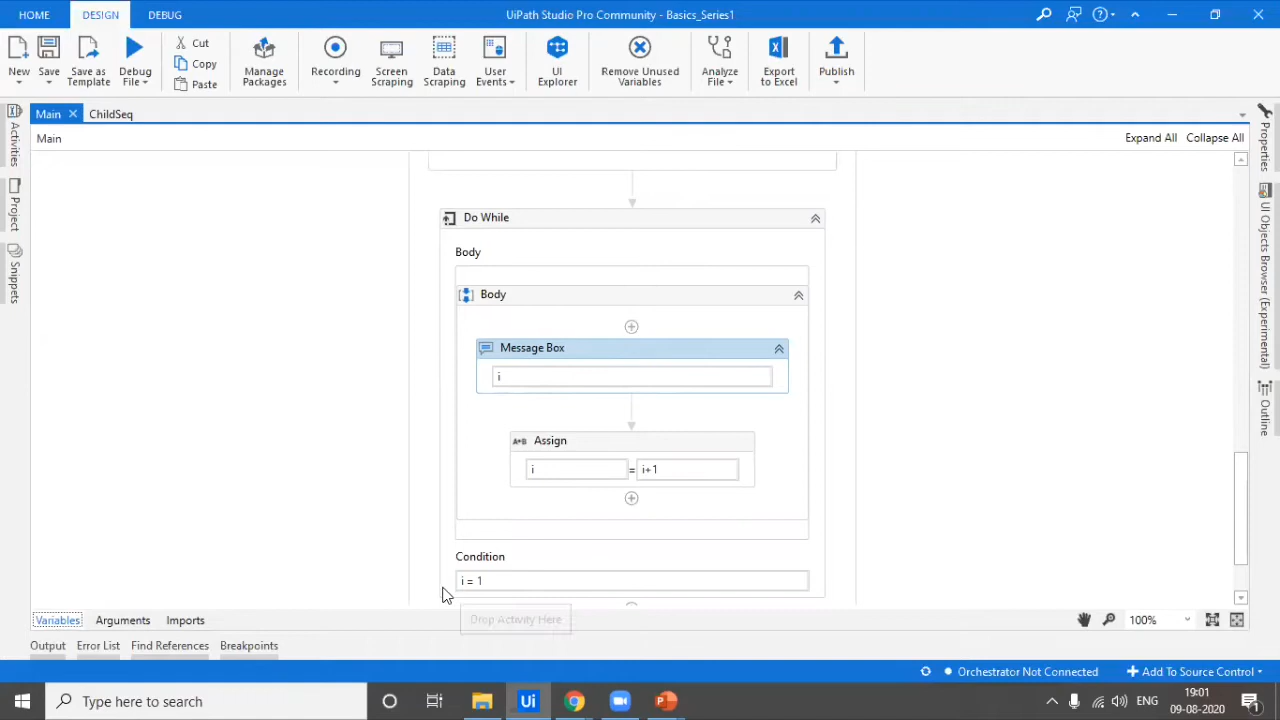 HOME DESIGN DEBUG UiPath Studio Pro Community - Basics_Series1
New Save Save as Template Debug File Cut Copy Paste Manage Packages Recording Screen Scraping Data Scraping User Events UI Explorer Remove Unused Variables Analyze File Export to Excel Publish
Main ChildSeq
Main Expand All Collapse All
Activities
Project
Snippets
Properties
UI Objects Browser (Experimental)
Outline
Do While
Body
Body
Message Box
i
A+B Assign
i = i+1
Condition
i = 1
Drop Activity Here
Variables Arguments Imports 100%
Output Error List Find References Breakpoints
Orchestrator Not Connected Add To Source Control
Type here to search Ui ENG 19:01
09-08-2020 1